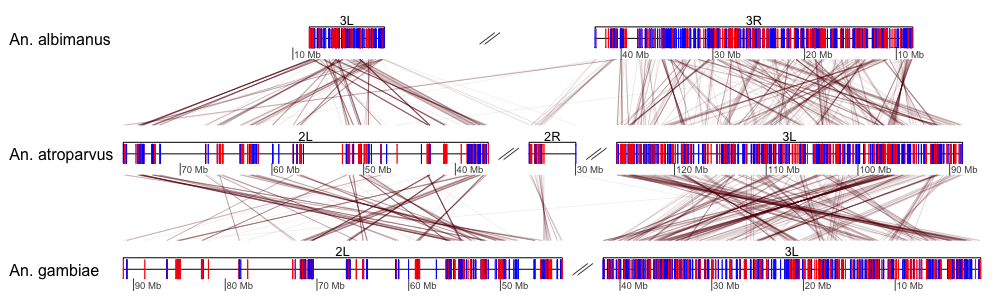 3L 3R
An. albimanus
10 Mb 40 Mb 30 Mb 20 Mb 10 Mb
2L 2R 3L
An. atroparvus
70 Mb 60 Mb 50 Mb 40 Mb 30 Mb 120 Mb 110 Mb 100 Mb 90 Mb
2L 3L
An. gambiae
90 Mb 80 Mb 70 Mb 60 Mb 50 Mb 40 Mb 30 Mb 20 Mb 10 Mb